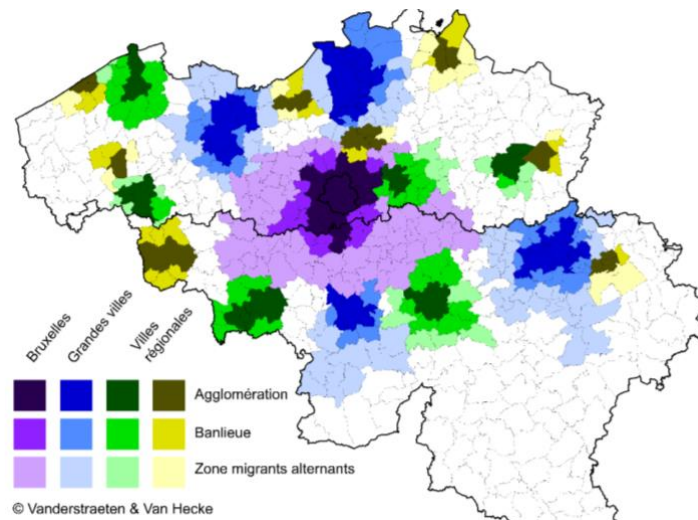 Bruxelles
Grandes villes
Villes
régionales
Agglomération
Banlieue
Zone migrants alternants
© Vanderstraeten & Van Hecke